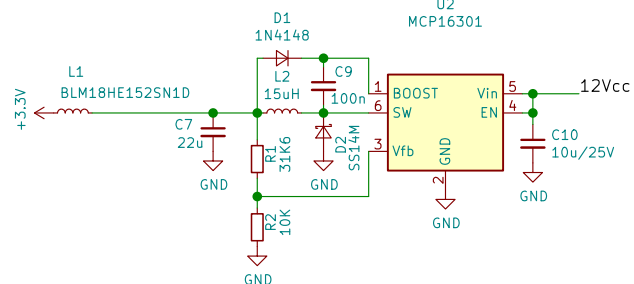 U2
MCP16301
D1
1N4148
L1
BLM18HE152SN1D
L2
15uH
C9
100n
1
BOOST
Vin
5
12Vcc
6
SW
EN
4
+3.3V
C7
22u
GND
R1
31K6
D2
SS14M
GND
3
Vfb
GND
2
GND
C10
10u/25V
GND
R2
10K
GND